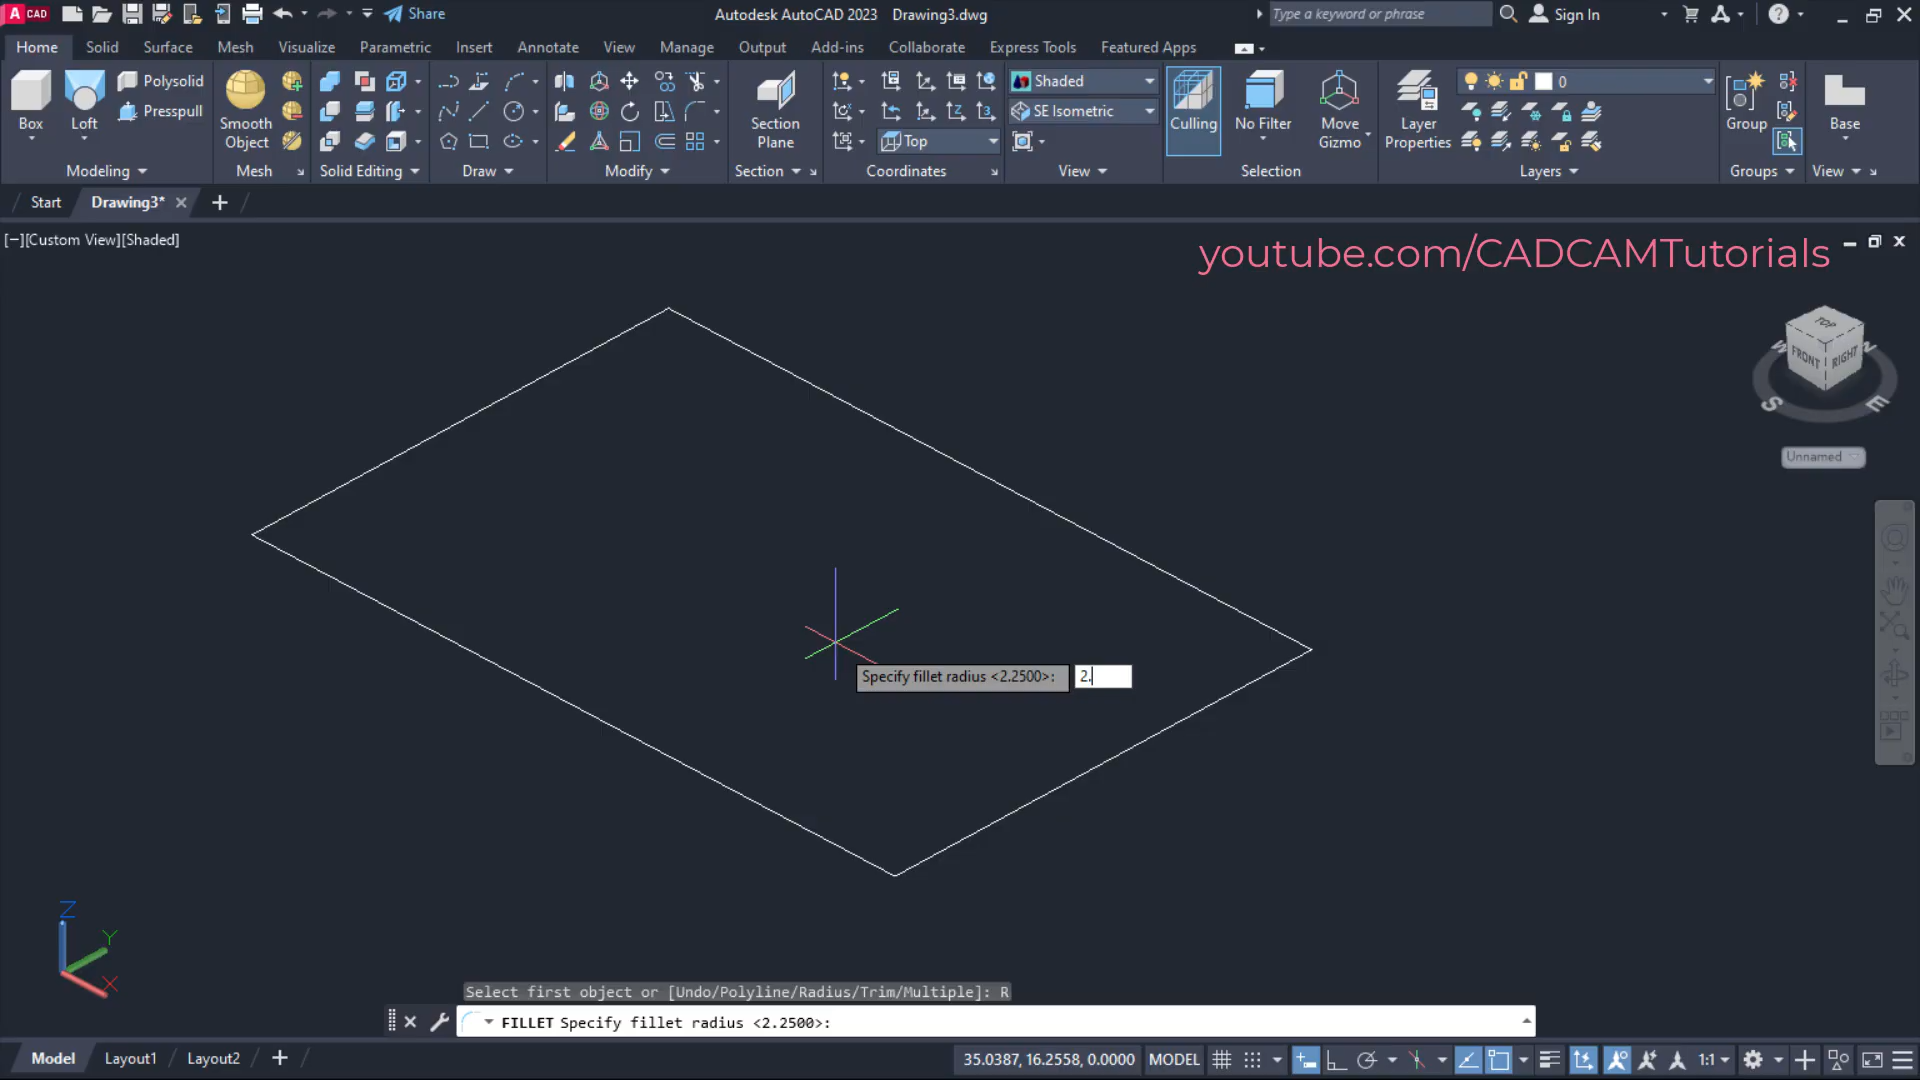 A CAD Share Autodesk AutoCAD 2023 Drawing3.dwg Type a keyword or phrase Sign In
Home Solid Surface Mesh Parametric Visualize Insert Annotate View Manage Output Add-ins Collaborate Express Tools Featured Apps
Box Loft Polysolid Presspull
Smooth Object
Section Plane
Top
Shaded
SE Isometric
Culling
No Filter
Move Gizmo
Layer Properties
0
Group
Base
Modeling Mesh Solid Editing Draw Modify Section Coordinates View Selection Layers Groups View
Start Drawing3* +
[−][Custom View][Shaded]
youtube.com/CADCAMTutorials
TOP
FRONT RIGHT
W N
S E
Unnamed
Specify fillet radius <2.2500>: 2.
Z
Y
X
Select first object or [Undo/Polyline/Radius/Trim/Multiple]: R
FILLET Specify fillet radius <2.2500>:
Model Layout1 Layout2 + 35.0387, 16.2558, 0.0000 MODEL 1:1